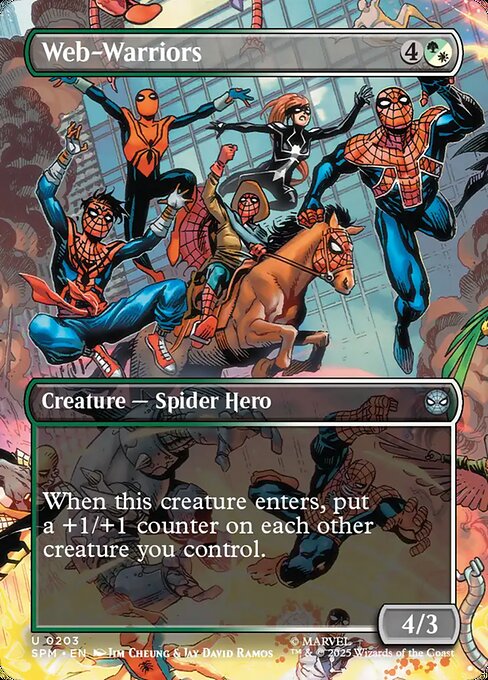 Web-Warriors 4
Creature — Spider Hero
When this creature enters, put
a +1/+1 counter on each other
creature you control.
4/3
U 0203
SPM • EN Jim Cheung & Jay David Ramos
© MARVEL
™ & © 2025 Wizards of the Coast